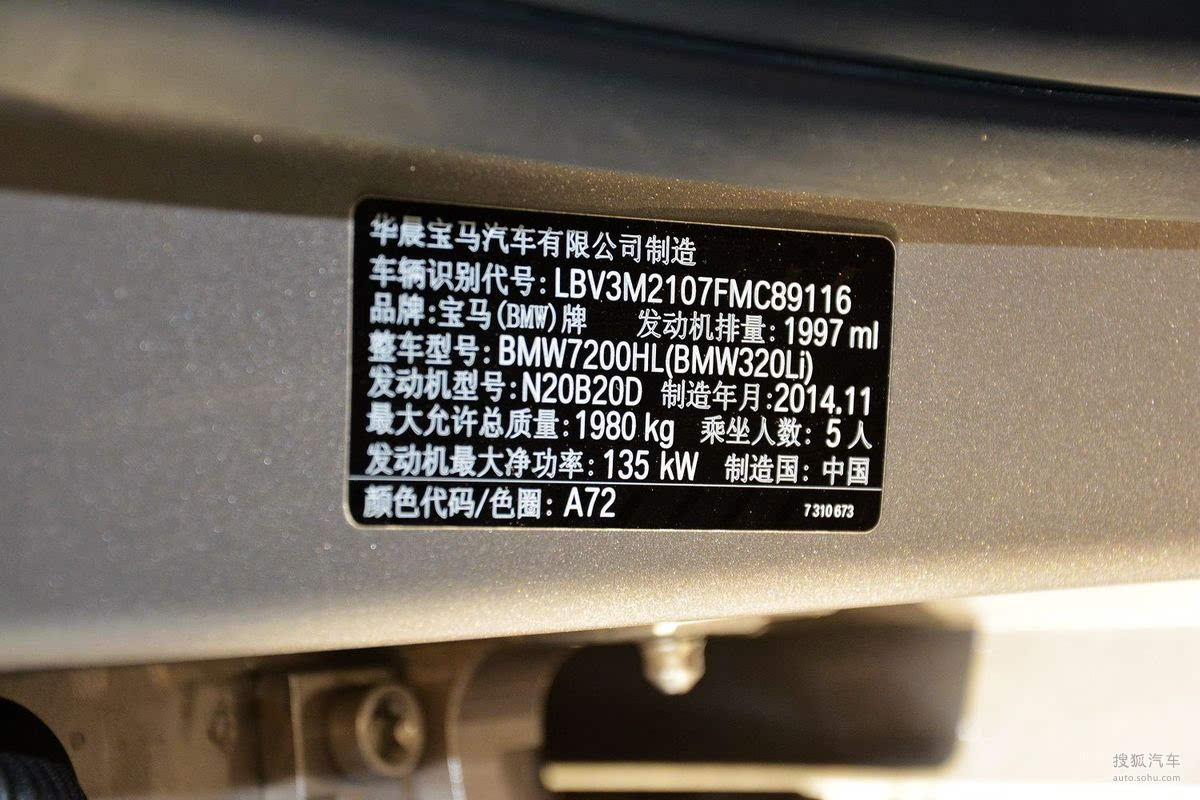 华晨宝马汽车有限公司制造
车辆识别代号: LBV3M2107FMC89116
品牌:宝马(BMW)牌 发动机排量: 1997 ml
整车型号: BMW7200HL(BMW320Li)
发动机型号:N20B20D 制造年月:2014.11
最大允许总质量:1980 kg 乘坐人数: 5人
发动机最大净功率: 135 kW 制造国: 中国
颜色代码/色圈: A72 7310673
搜狐汽车
auto.sohu.com